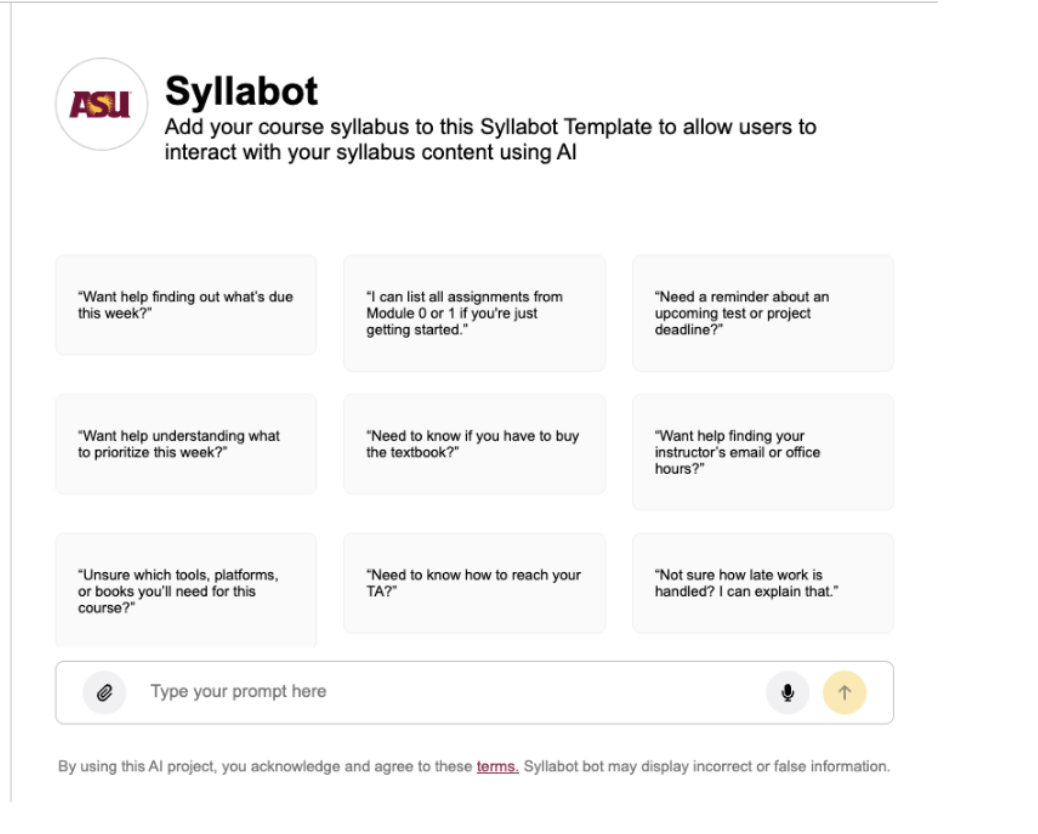 ASU
Syllabot
Add your course syllabus to this Syllabot Template to allow users to
interact with your syllabus content using AI
“Want help finding out what’s due
this week?”
“I can list all assignments from
Module 0 or 1 if you're just
getting started.”
“Need a reminder about an
upcoming test or project
deadline?”
“Want help understanding what
to prioritize this week?”
“Need to know if you have to buy
the textbook?”
“Want help finding your
instructor’s email or office
hours?”
“Unsure which tools, platforms,
or books you’ll need for this
course?”
“Need to know how to reach your
TA?”
“Not sure how late work is
handled? I can explain that.”
Type your prompt here
By using this AI project, you acknowledge and agree to these terms. Syllabot bot may display incorrect or false information.